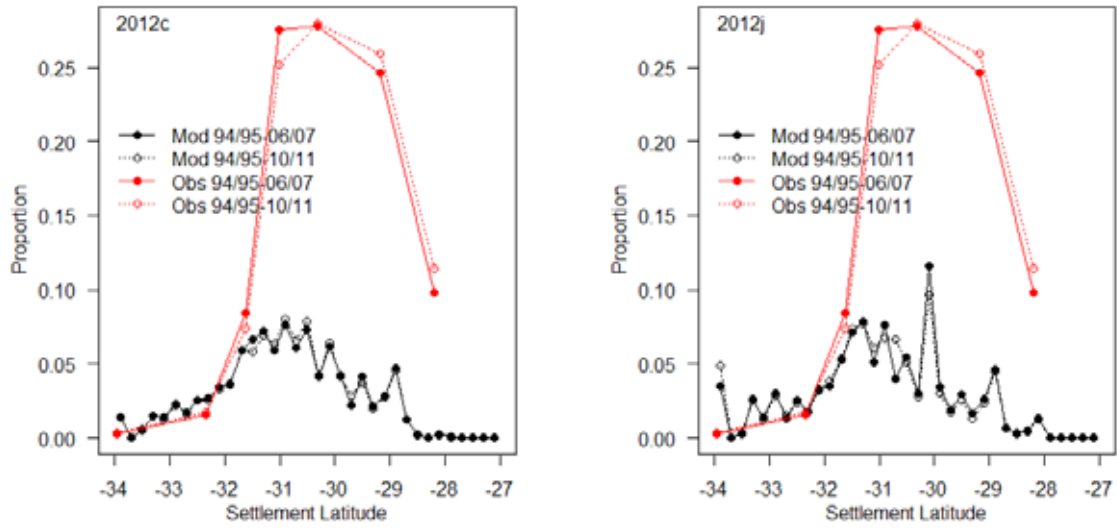 2012c
0.25
0.20
0.15
0.10
0.05
0.00
Proportion
Mod 94/95-06/07
Mod 94/95-10/11
Obs 94/95-06/07
Obs 94/95-10/11
-34 -33 -32 -31 -30 -29 -28 -27
Settlement Latitude
2012j
0.25
0.20
0.15
0.10
0.05
0.00
Proportion
Mod 94/95-06/07
Mod 94/95-10/11
Obs 94/95-06/07
Obs 94/95-10/11
-34 -33 -32 -31 -30 -29 -28 -27
Settlement Latitude